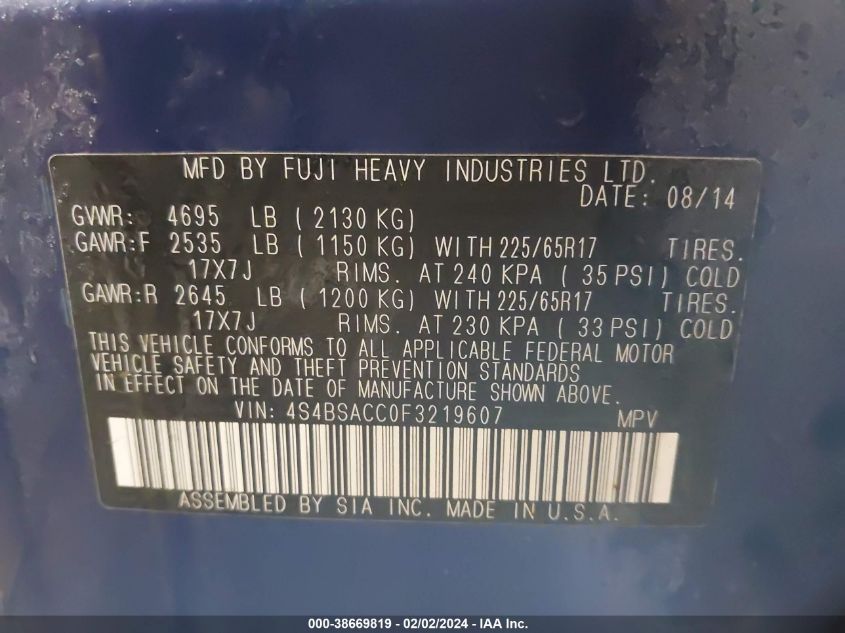 MFD BY FUJI HEAVY INDUSTRIES LTD.
DATE: 08/14
GVWR: 4695 LB ( 2130 KG)
GAWR:F 2535 LB ( 1150 KG) WITH 225/65R17 TIRES.
17X7J RIMS. AT 240 KPA ( 35 PSI) COLD
GAWR:R 2645 LB ( 1200 KG) WITH 225/65R17 TIRES.
17X7J RIMS. AT 230 KPA ( 33 PSI) COLD
THIS VEHICLE CONFORMS TO ALL APPLICABLE FEDERAL MOTOR
VEHICLE SAFETY AND THEFT PREVENTION STANDARDS
IN EFFECT ON THE DATE OF MANUFACTURE SHOWN ABOVE.
VIN: 4S4BSACC0F3219607 MPV
ASSEMBLED BY SIA INC. MADE IN U.S.A.
000-38669819 - 02/02/2024 - IAAI Inc.